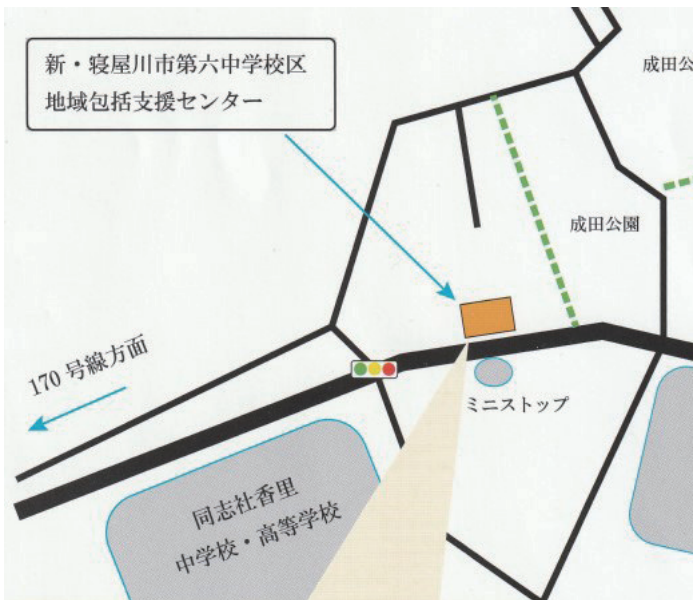 新・寝屋川市第六中学校区
地域包括支援センター
成田公
成田公園
170 号線方面
ミニストップ
同志社香里
中学校・高等学校